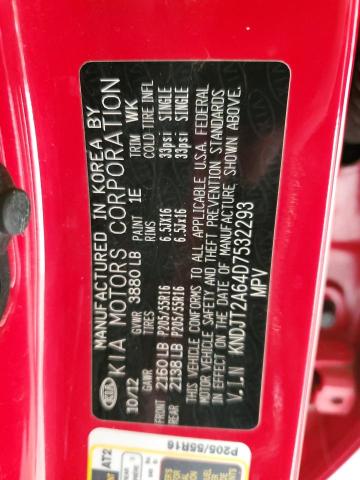 MANUFACTURED IN KOREA BY
KIA KIA MOTORS CORPORATION
10/12 GVWR 3880 LB PAINT 1E TRIM WK
GAWR TIRES RIMS COLD TIRE INFL
FRONT 2160 LB P205/55R16 6.5JX16 33psi SINGLE
REAR 2138 LB P205/55R16 6.5JX16 33psi SINGLE
THIS VEHICLE CONFORMS TO ALL APPLICABLE U.S.A. FEDERAL
MOTOR VEHICLE SAFETY AND THEFT PREVENTION STANDARDS
IN EFFECT ON THE DATE OF MANUFACTURE SHOWN ABOVE.
V.I.N KNDJT2A64D7532293
MPV
AT2
P205/55R16